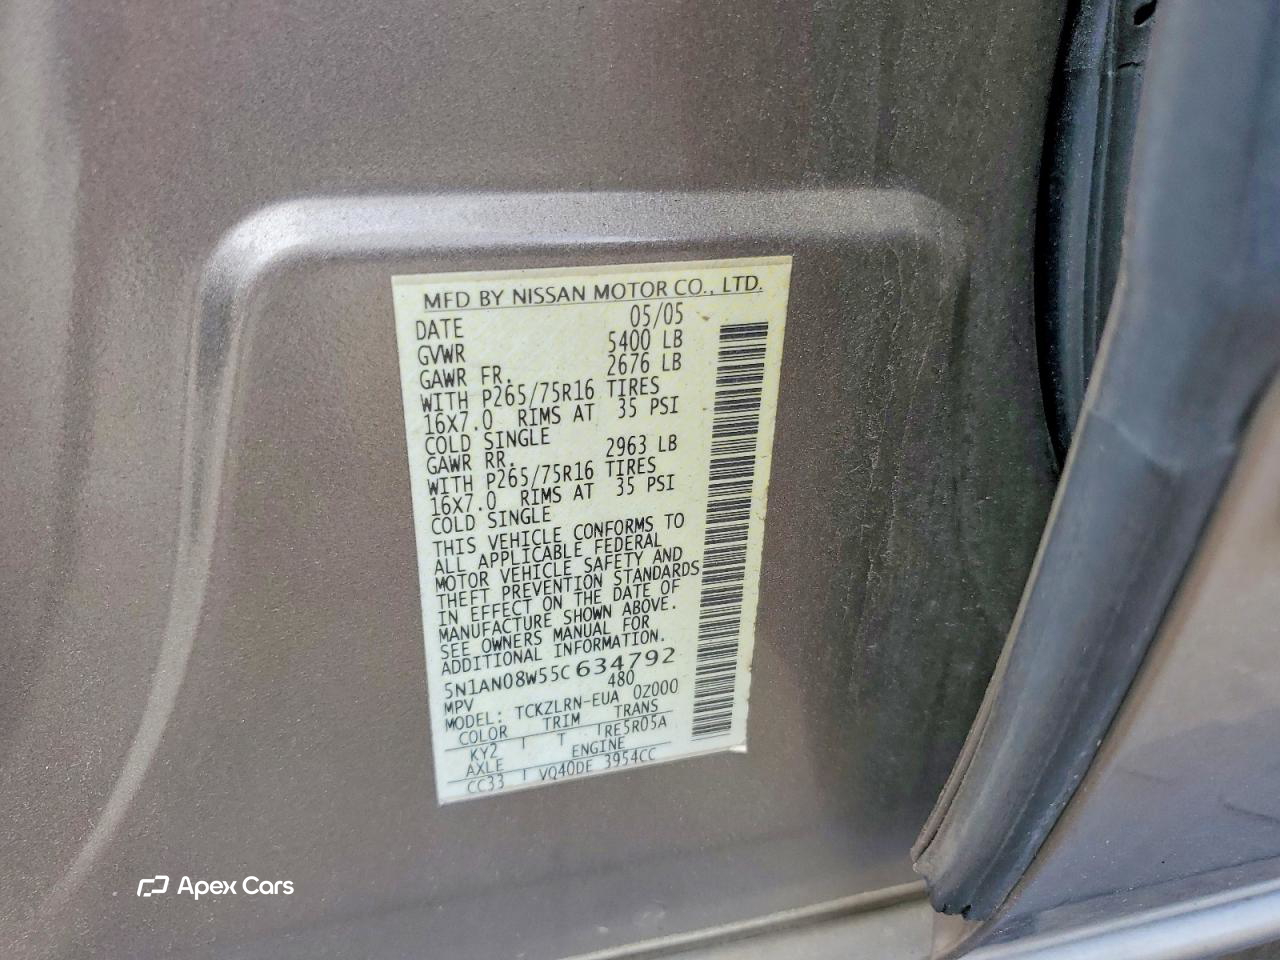 MFD BY NISSAN MOTOR CO., LTD.
DATE 05/05
GVWR 5400 LB
GAWR FR. 2676 LB
WITH P265/75R16 TIRES
16X7.0 RIMS AT 35 PSI
COLD SINGLE
GAWR RR. 2963 LB
WITH P265/75R16 TIRES
16X7.0 RIMS AT 35 PSI
COLD SINGLE
THIS VEHICLE CONFORMS TO
ALL APPLICABLE FEDERAL
MOTOR VEHICLE SAFETY AND
THEFT PREVENTION STANDARDS
IN EFFECT ON THE DATE OF
MANUFACTURE SHOWN ABOVE.
SEE OWNERS MANUAL FOR
ADDITIONAL INFORMATION.
5N1AN08W55C634792
MPV 480
MODEL: TCKZLRN-EUA 0Z000
COLOR TRIM TRANS
KY2 T RE5R05A
AXLE ENGINE
CC33 VQ40DE 3954CC
Apex Cars